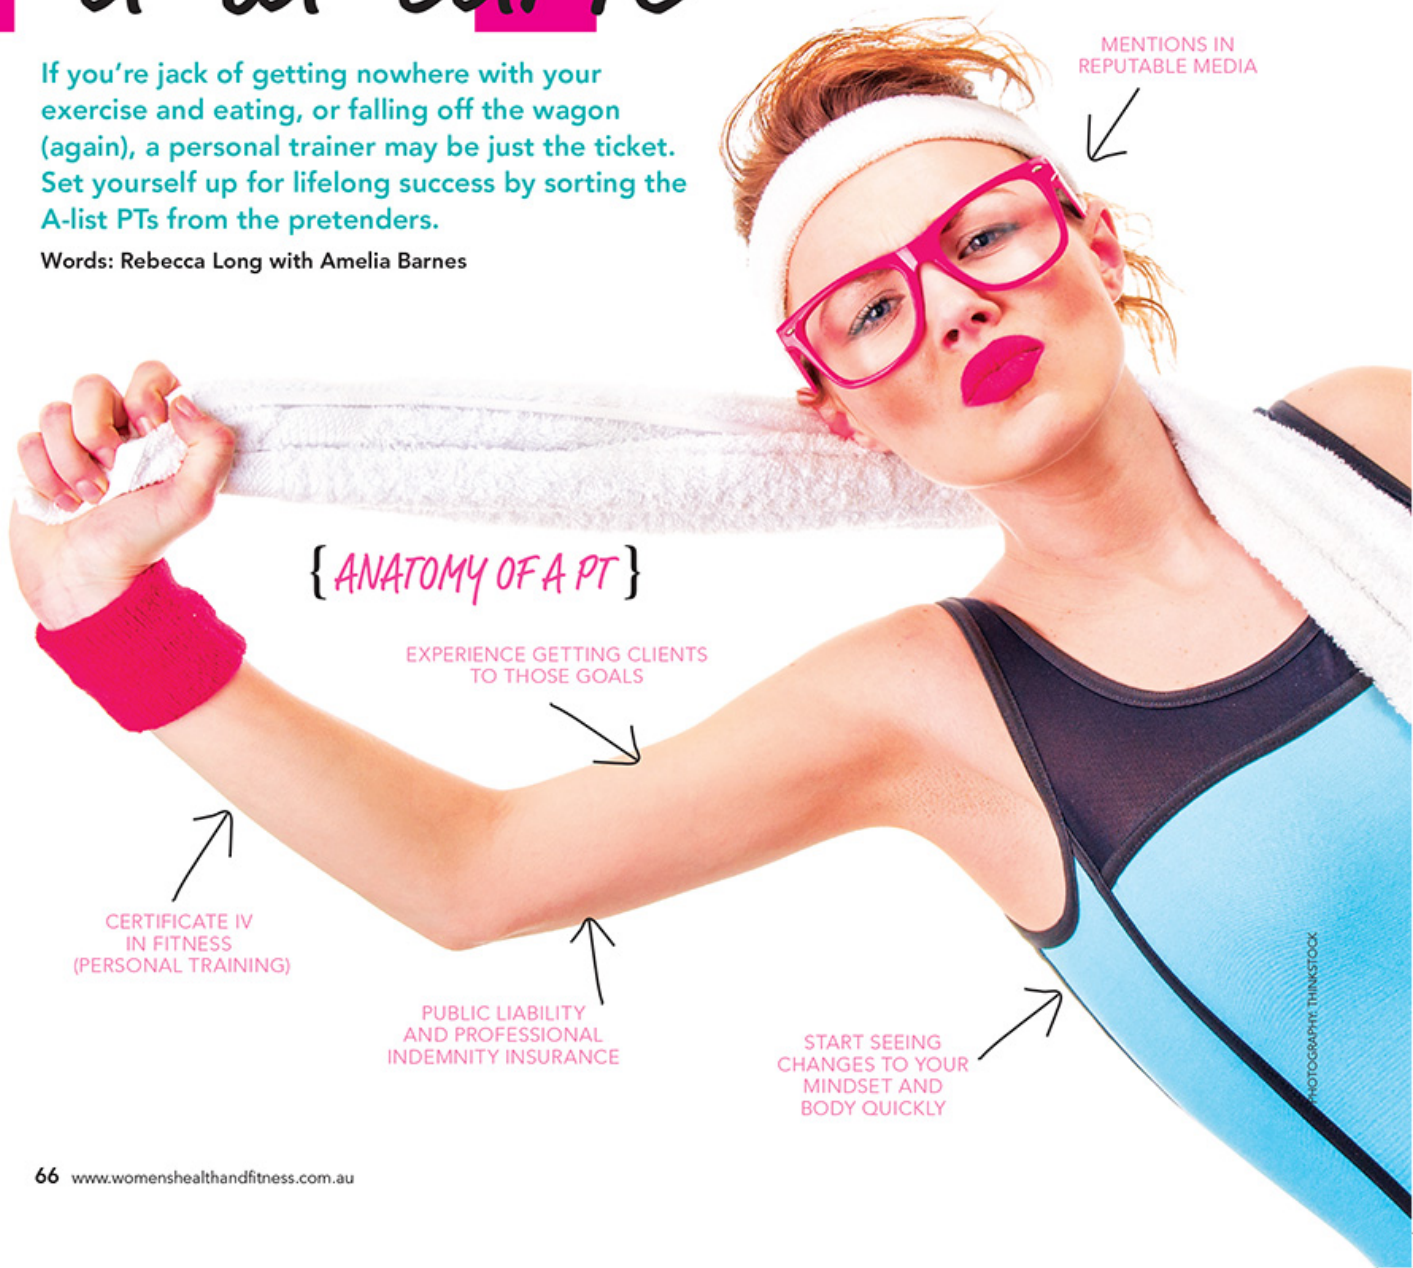 If you're jack of getting nowhere with your
exercise and eating, or falling off the wagon
(again), a personal trainer may be just the ticket.
Set yourself up for lifelong success by sorting the
A-list PTs from the pretenders.
Words: Rebecca Long with Amelia Barnes
MENTIONS IN
REPUTABLE MEDIA
{ ANATOMY OF A PT }
EXPERIENCE GETTING CLIENTS
TO THOSE GOALS
CERTIFICATE IV
IN FITNESS
(PERSONAL TRAINING)
PUBLIC LIABILITY
AND PROFESSIONAL
INDEMNITY INSURANCE
START SEEING
CHANGES TO YOUR
MINDSET AND
BODY QUICKLY
PHOTOGRAPHY: THINKSTOCK
66 www.womenshealthandfitness.com.au